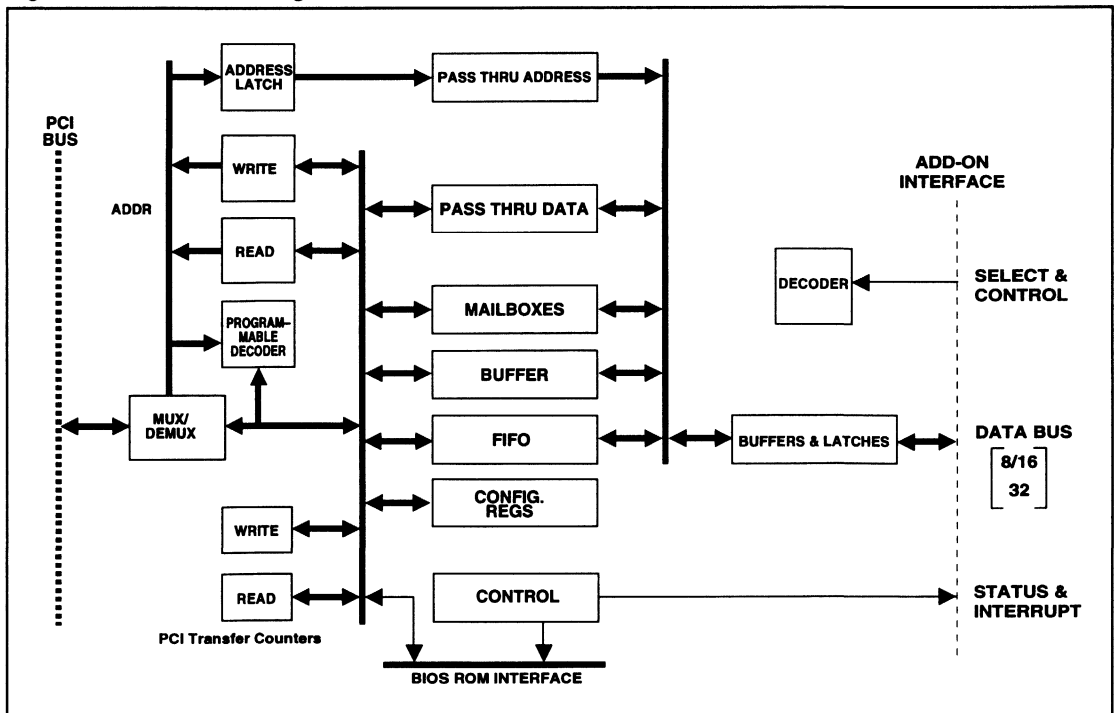 ADDRESS
LATCH
PASS THRU ADDRESS
PCI
BUS
WRITE
ADD-ON
INTERFACE
ADDR
PASS THRU DATA
READ
DECODER
SELECT &
CONTROL
MAILBOXES
PROGRAM–
MABLE
DECODER
BUFFER
MUX/
DEMUX
FIFO
BUFFERS & LATCHES
DATA BUS
8/16
32
CONFIG.
REGS
WRITE
READ
CONTROL
STATUS &
INTERRUPT
PCI Transfer Counters
BIOS ROM INTERFACE